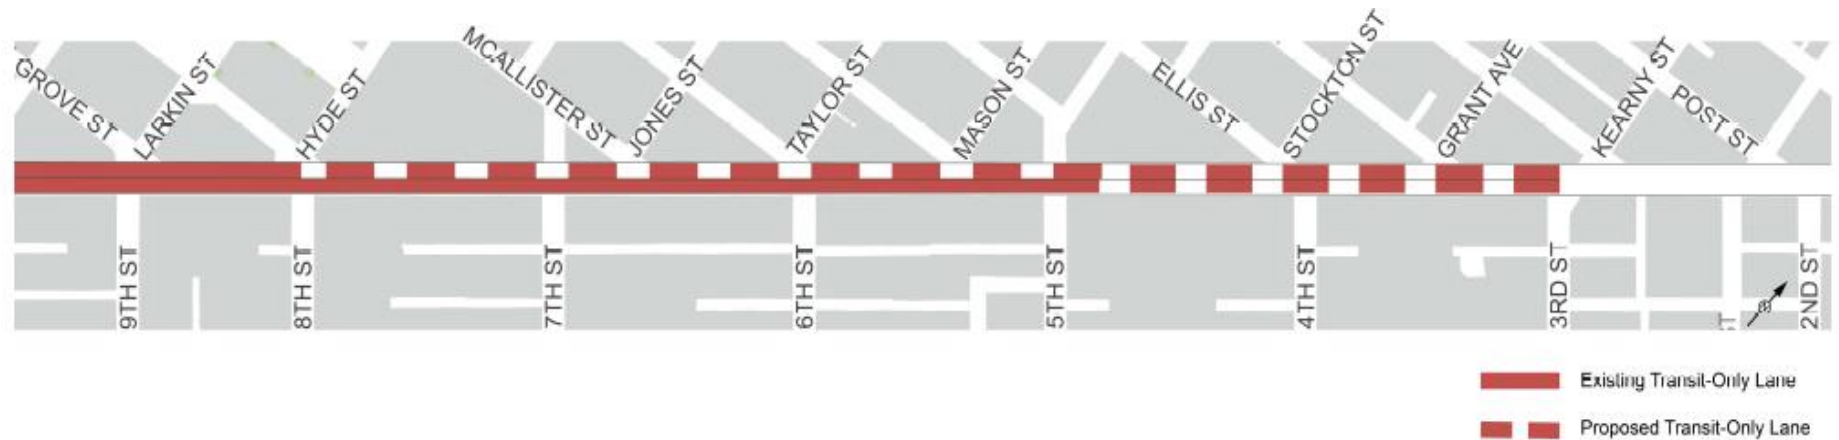 GROVE ST
LARKIN ST
HYDE ST
MCALLISTER ST
JONES ST
TAYLOR ST
MASON ST
ELLIS ST
STOCKTON ST
GRANT AVE
KEARNY ST
POST ST
9TH ST
8TH ST
7TH ST
6TH ST
5TH ST
4TH ST
3RD ST
ST
2ND ST
Existing Transit-Only Lane
Proposed Transit-Only Lane